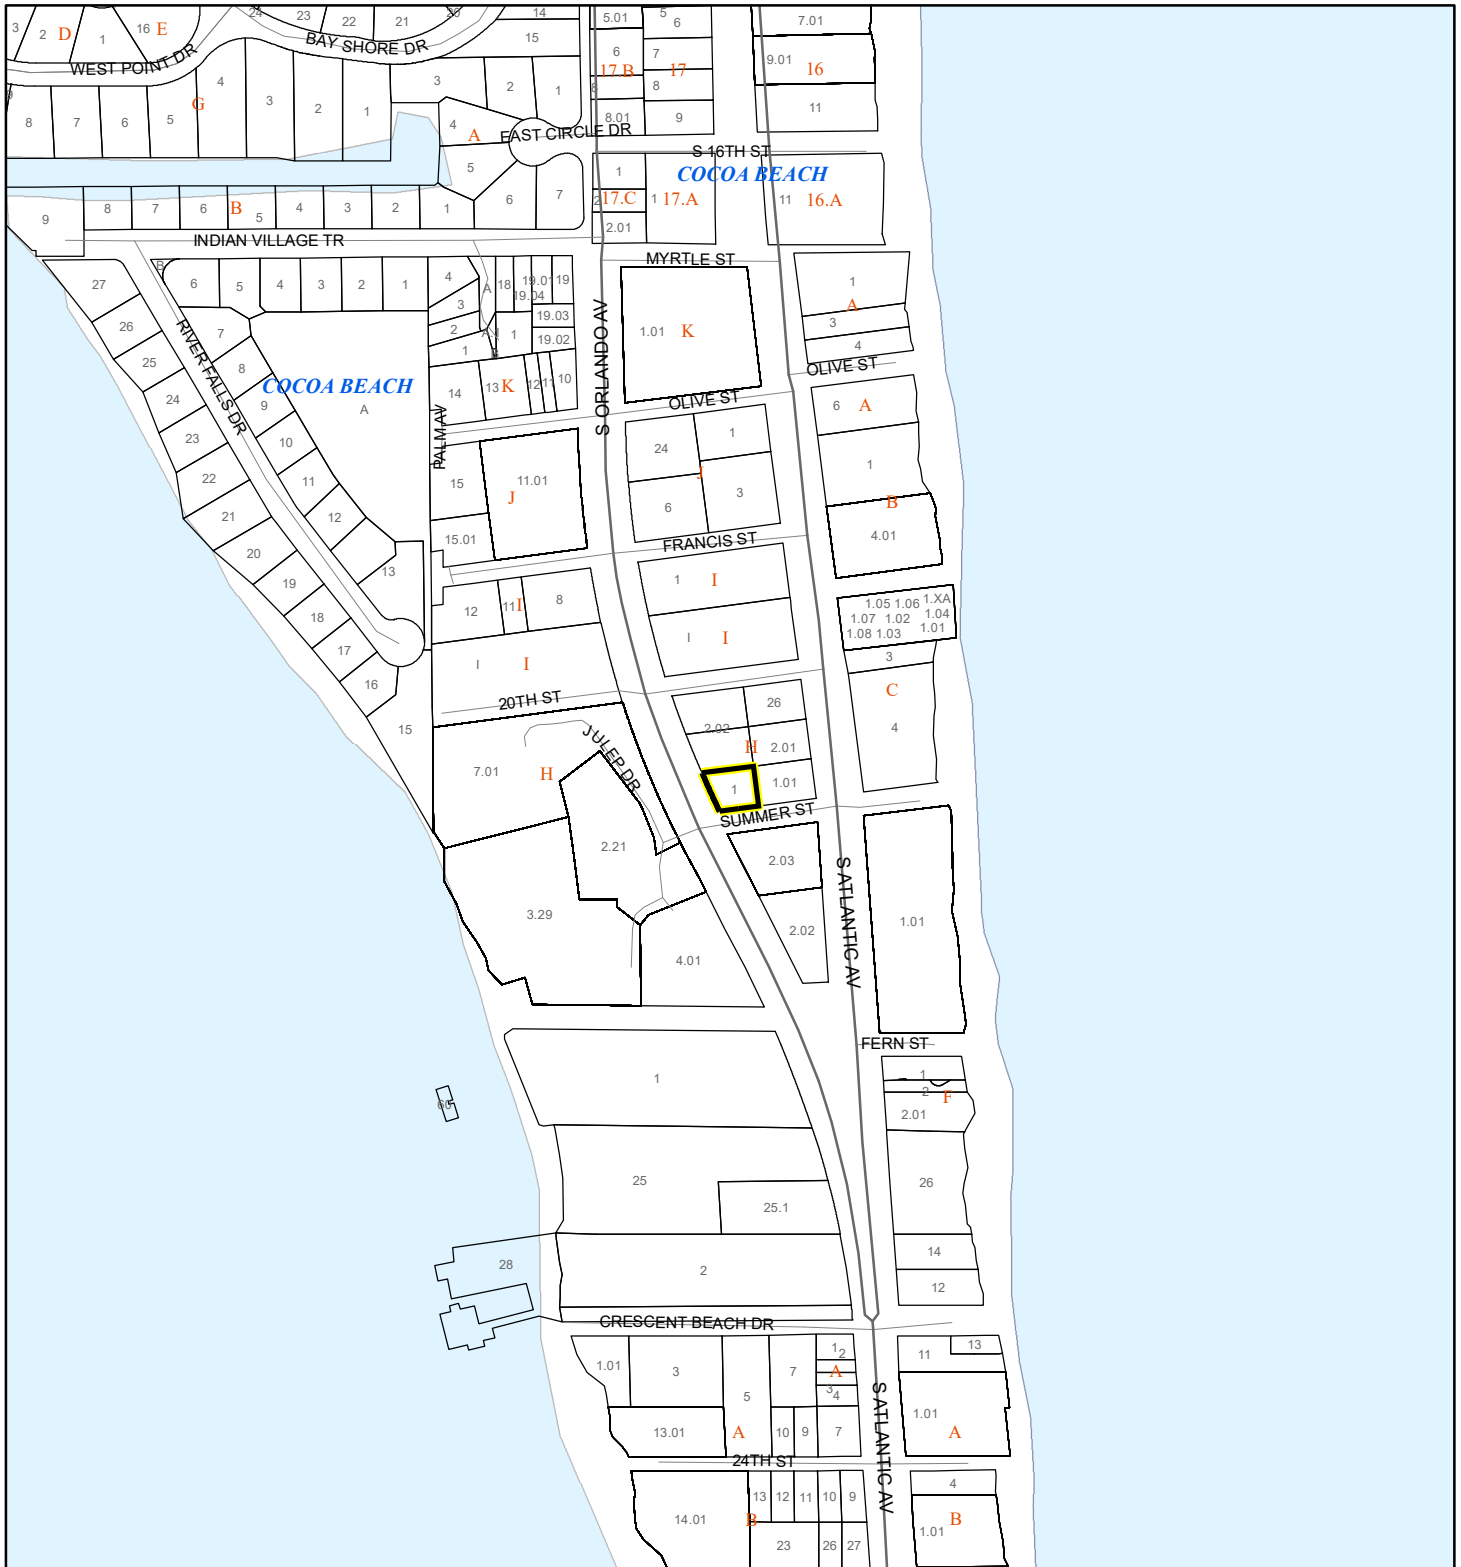 24 23 22 21 20 14
3 2 D 1 16 E
5.01 5 6 7.01
BAY SHORE DR 15
WEST POINT DR
6 7 9.01 16
17.B 17
4 3 2 1 G
3 2 1 8 8
8 7 6 5 11
8.01 9
4 A EAST CIRCLE DR
S 16TH ST
5 1 COCOA BEACH
6 7 2 17.C 1 17.A 11 16.A
9 8 7 6 B 5 4 3 2 1
2.01
INDIAN VILLAGE TR
MYRTLE ST
B 27 6 5 4 3 2 1 4
A 18 19.01 19 1
19.04
3 A
26 19.03 3
RIVER FALLS DR
7 2 A 1 19.02 1.01 K
25 8 1 4
S ORLANDO AV
OLIVE ST
COCOA BEACH
24 9 A 14 13 K 12 11 10
OLIVE ST
6 A
PALM AV
23 10 24 1
22 11 15 11.01 J 1
J
21 12 6 3 B
20 15.01 4.01
FRANCIS ST
19 13 1 I
18 12 11 I 8
1.05 1.06 1.XA
1.07 1.02 1.04
1.08 1.03 1.01
17 I I I I
3
16 C
20TH ST
15 2.02 26 4
JULEP DR
7.01 H H 2.01
1 1.01
SUMMER ST
2.21 2.03
S ATLANTIC AV
3.29 2.02 1.01
4.01
FERN ST
1 1
60 2 F
2.01
25 26
25.1
14
28 2
12
CRESCENT BEACH DR
1.01 3 7 1 2 11 13
A
5 3 4
S ATLANTIC AV
13.01 A 10 9 7 1.01 A
24TH ST
13 12 11 10 9 4
14.01 B 1.01 B
23 26 27